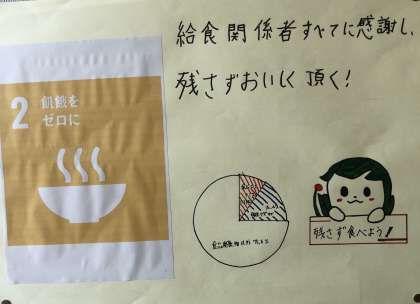 給食関係者すべてに感謝し、
残さずおいしく頂く!
2 飢餓を
ゼロに
残さず食べよう!